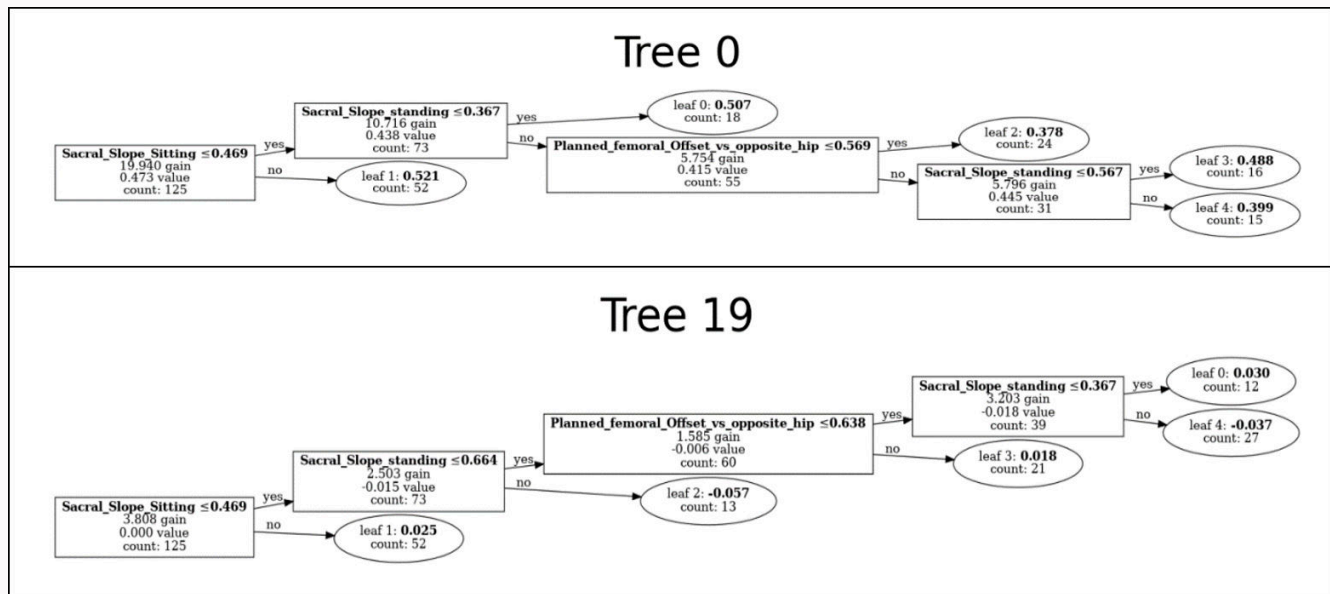 Tree 0
Sacral_Slope_Sitting ≤0.469
19.940 gain
0.473 value
count: 125
yes
no
Sacral_Slope_standing ≤0.367
10.716 gain
0.438 value
count: 73
leaf 1: 0.521
count: 52
yes
no
leaf 0: 0.507
count: 18
Planned_femoral_Offset_vs_opposite_hip ≤0.569
5.754 gain
0.415 value
count: 55
yes
no
leaf 2: 0.378
count: 24
Sacral_Slope_standing ≤0.567
5.796 gain
0.445 value
count: 31
yes
no
leaf 3: 0.488
count: 16
leaf 4: 0.399
count: 15
Tree 19
Sacral_Slope_Sitting ≤0.469
3.808 gain
0.000 value
count: 125
yes
no
Sacral_Slope_standing ≤0.664
2.503 gain
-0.015 value
count: 73
leaf 1: 0.025
count: 52
yes
no
Planned_femoral_Offset_vs_opposite_hip ≤0.638
1.585 gain
-0.006 value
count: 60
leaf 2: -0.057
count: 13
yes
no
Sacral_Slope_standing ≤0.367
3.203 gain
-0.018 value
count: 39
leaf 3: 0.018
count: 21
yes
no
leaf 0: 0.030
count: 12
leaf 4: -0.037
count: 27